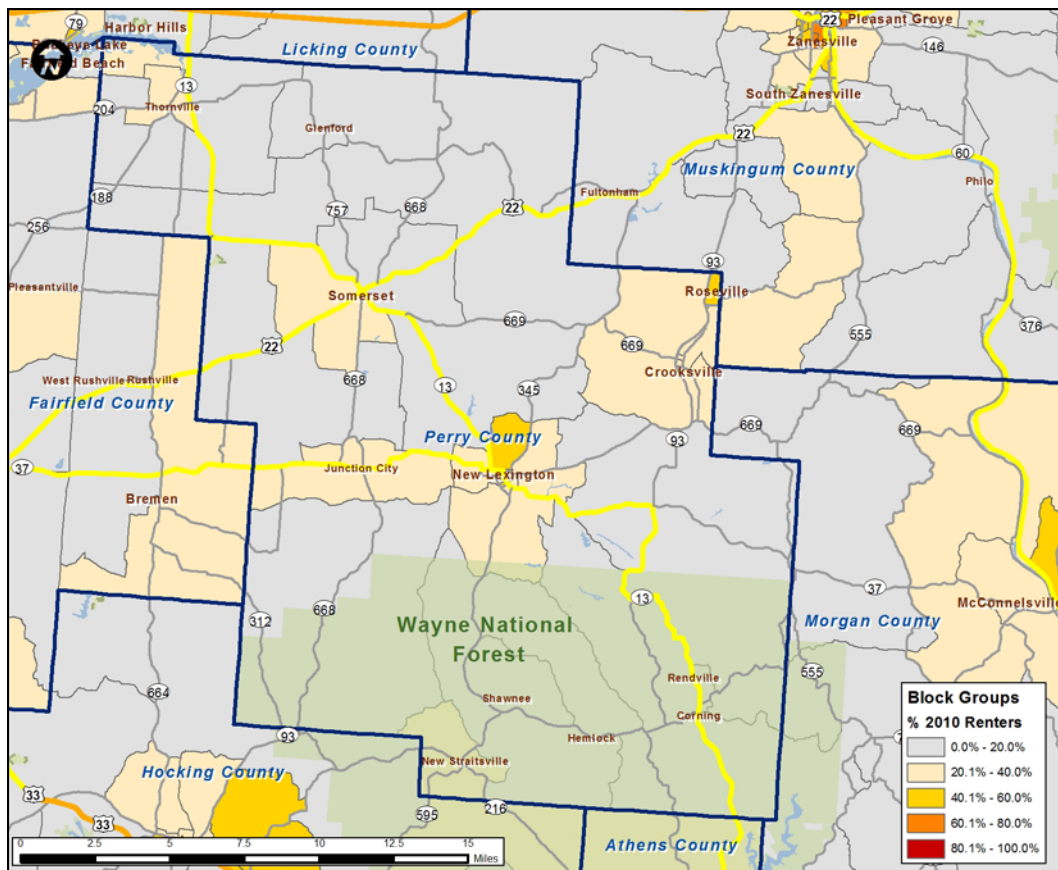 79
Harbor Hills
Buckeye Lake
Fairfield Beach
N
Licking County
22
Pleasant Grove
Zanesville
146
13
204
Thornville
South Zanesville
Glenford
22
60
Muskingum County
Philo
188
Fultonham
757
668
22
256
93
Pleasantville
Somerset
Roseville
669
376
22
669
555
West Rushville
Rushville
668
Crooksville
13
345
Fairfield County
669
669
Perry County
93
37
Junction City
New Lexington
Bremen
37
13
McConnelsville
312
668
Wayne National
Forest
Morgan County
555
Rendville
664
Shawnee
Corning
93
Hemlock
New Straitsville
Hocking County
33
33
595
216
Athens County
Block Groups
% 2010 Renters
0.0% - 20.0%
20.1% - 40.0%
40.1% - 60.0%
60.1% - 80.0%
80.1% - 100.0%
0 2.5 5 7.5 10 12.5 15
Miles